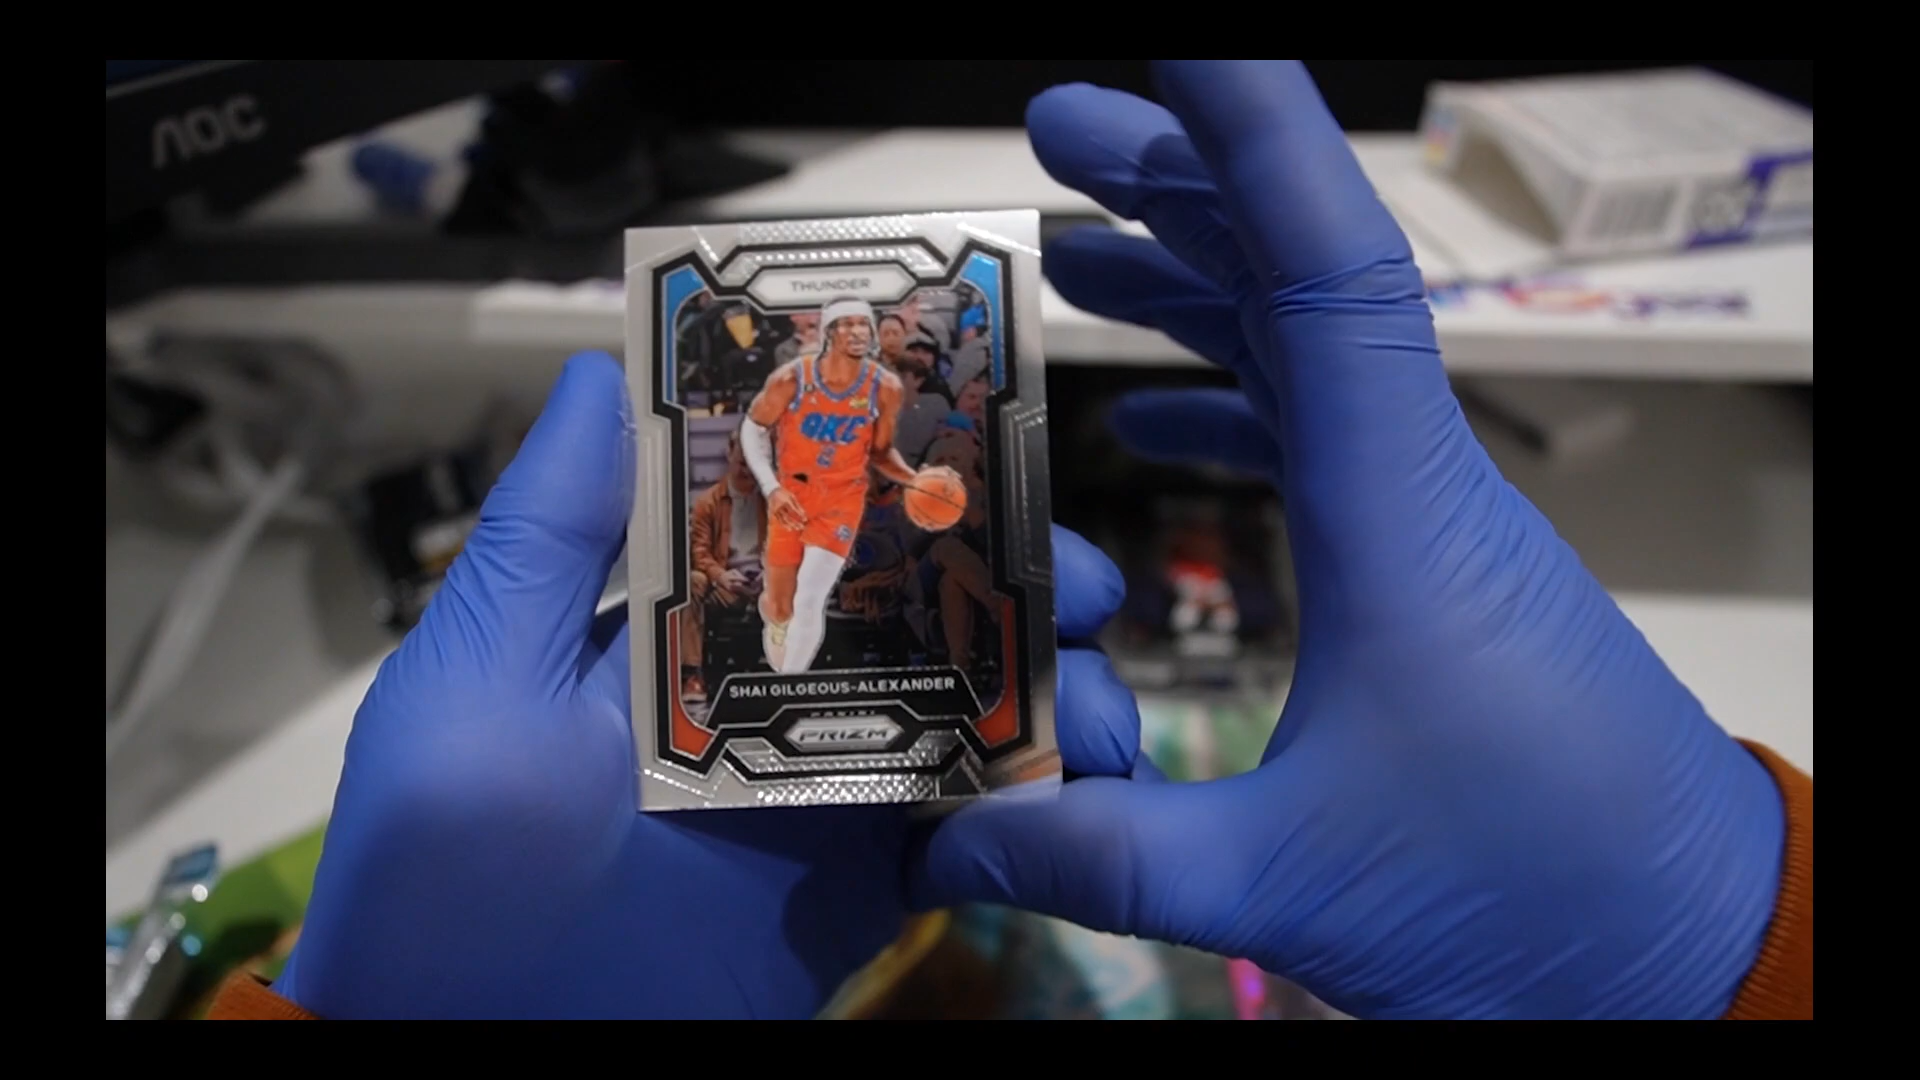 AOC
THUNDER
OKC
2
SHAI GILGEOUS-ALEXANDER
PANINI
PRIZM